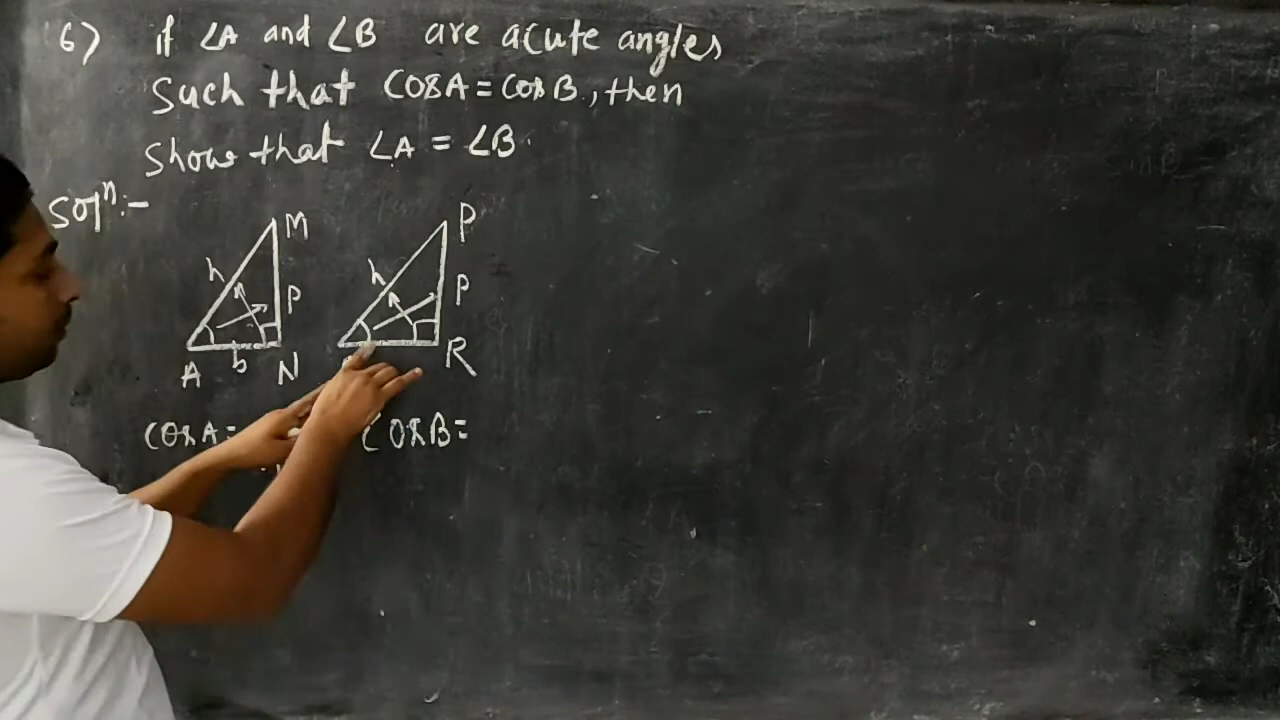 6) if ∠A and ∠B are acute angles
Such that CosA = CosB, then
Show that ∠A = ∠B.
Solⁿ:-
M
P
h
P
h
P
A
b
N
R
CosA =
CosB =